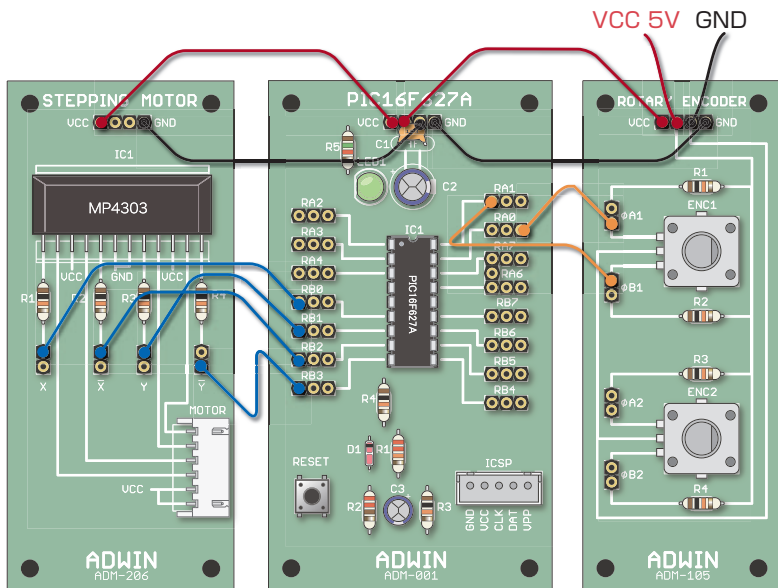 VCC 5V GND
STEPPING MOTOR
VCC GND
IC1
MP4303
VCC GND VCC
R1 R2 R3 R4
X X̅ Y Y̅
MOTOR
VCC
ADWIN
ADM-206
PIC16F627A
VCC GND
R5 C1
LED1 C2
RA2 RA1
RA3 RA0
IC1
RA4 RA7
RA6
PIC16F627A
RB0 RB7
RB1 RB6
RB2 RB5
RB3 RB4
R4
D1 R1
RESET ICSP
R2 C3 R3
GND VCC CLK DAT VPP
ADWIN
ADM-001
ROTARY ENCODER
VCC GND
R1
φA1 ENC1
φB1
R2
R3
φA2 ENC2
φB2
R4
ADWIN
ADM-105